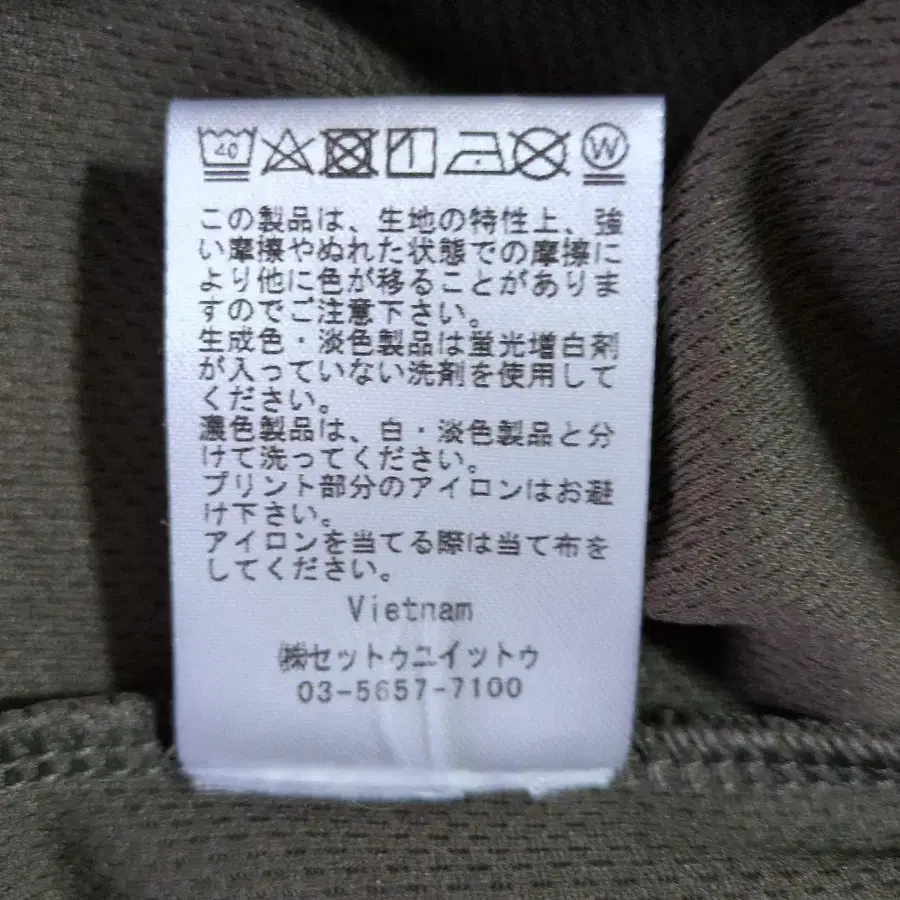 40 W
この製品は、生地の特性上、強
い摩擦やぬれた状態での摩擦に
より他に色が移ることがありま
すのでご注意下さい。
生成色・淡色製品は蛍光増白剤
が入っていない洗剤を使用して
ください。
濃色製品は、白・淡色製品と分
けて洗ってください。
プリント部分のアイロンはお避
け下さい。
アイロンを当てる際は当て布を
してください。
Vietnam
㈱セットゥユイットゥ
03-5657-7100